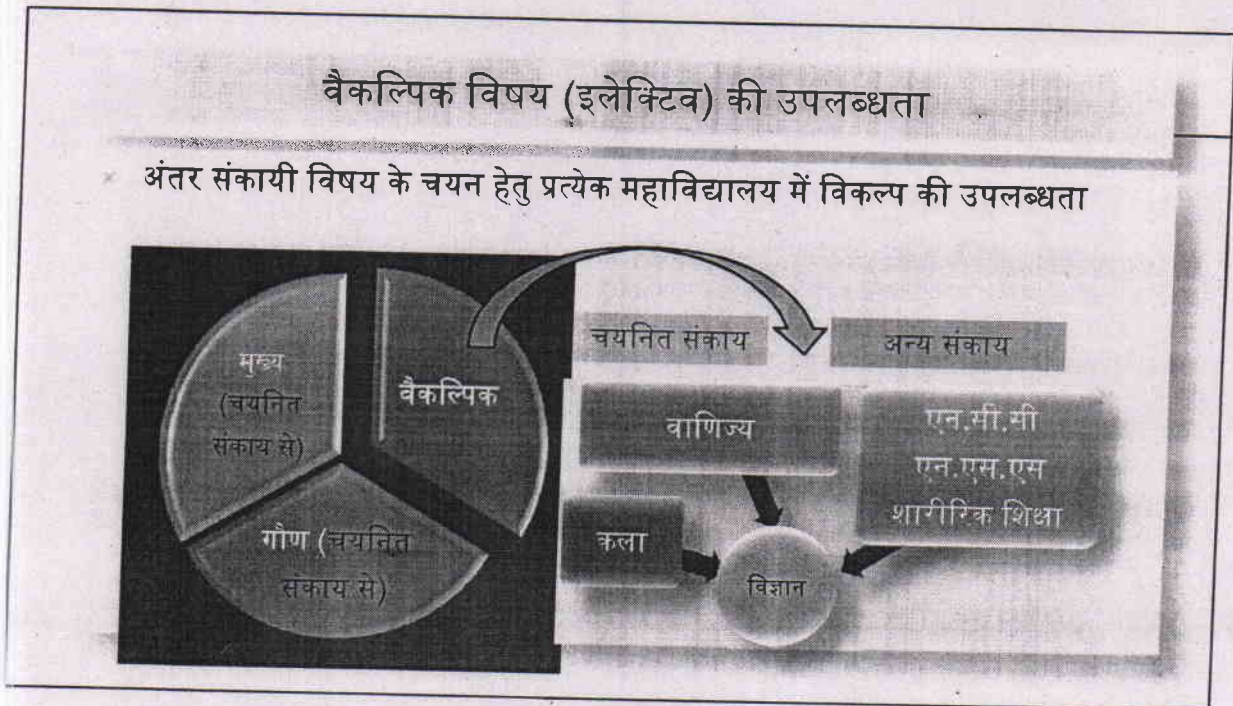 वैकल्पिक विषय (इलेक्टिव) की उपलब्धता
अंतर संकायी विषय के चयन हेतु प्रत्येक महाविद्यालय में विकल्प की उपलब्धता
मुख्य
(चयनित
संकाय से)
वैकल्पिक
गौण (चयनित
संकाय से)
चयनित संकाय
अन्य संकाय
वाणिज्य
एन.सी.सी
एन.एस.एस
शारीरिक शिक्षा
कला
विज्ञान